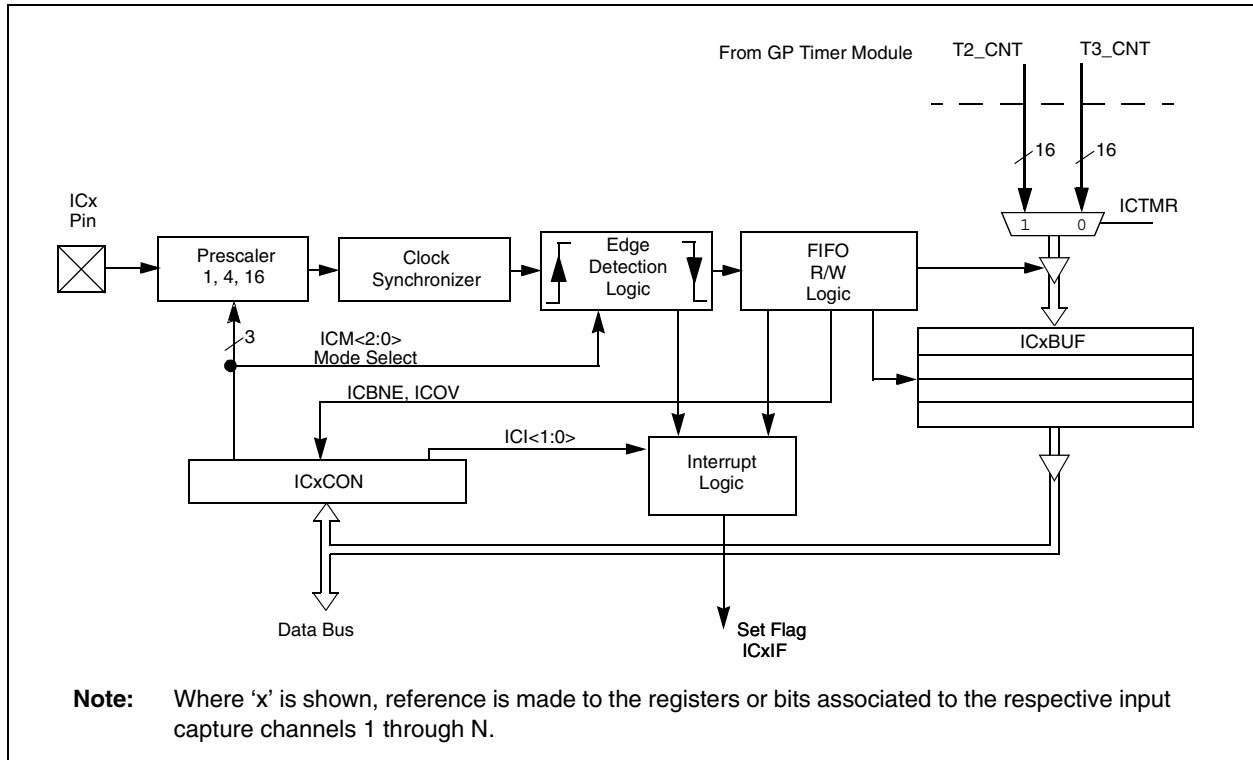 From GP Timer Module
T2_CNT
T3_CNT
16
16
ICx
Pin
1
0
ICTMR
Prescaler
1, 4, 16
Clock
Synchronizer
Edge
Detection
Logic
FIFO
R/W
Logic
3
ICM<2:0>
Mode Select
ICxBUF
ICBNE, ICOV
ICI<1:0>
Interrupt
Logic
ICxCON
Data Bus
Set Flag
ICxIF
Note: Where ‘x’ is shown, reference is made to the registers or bits associated to the respective input
capture channels 1 through N.